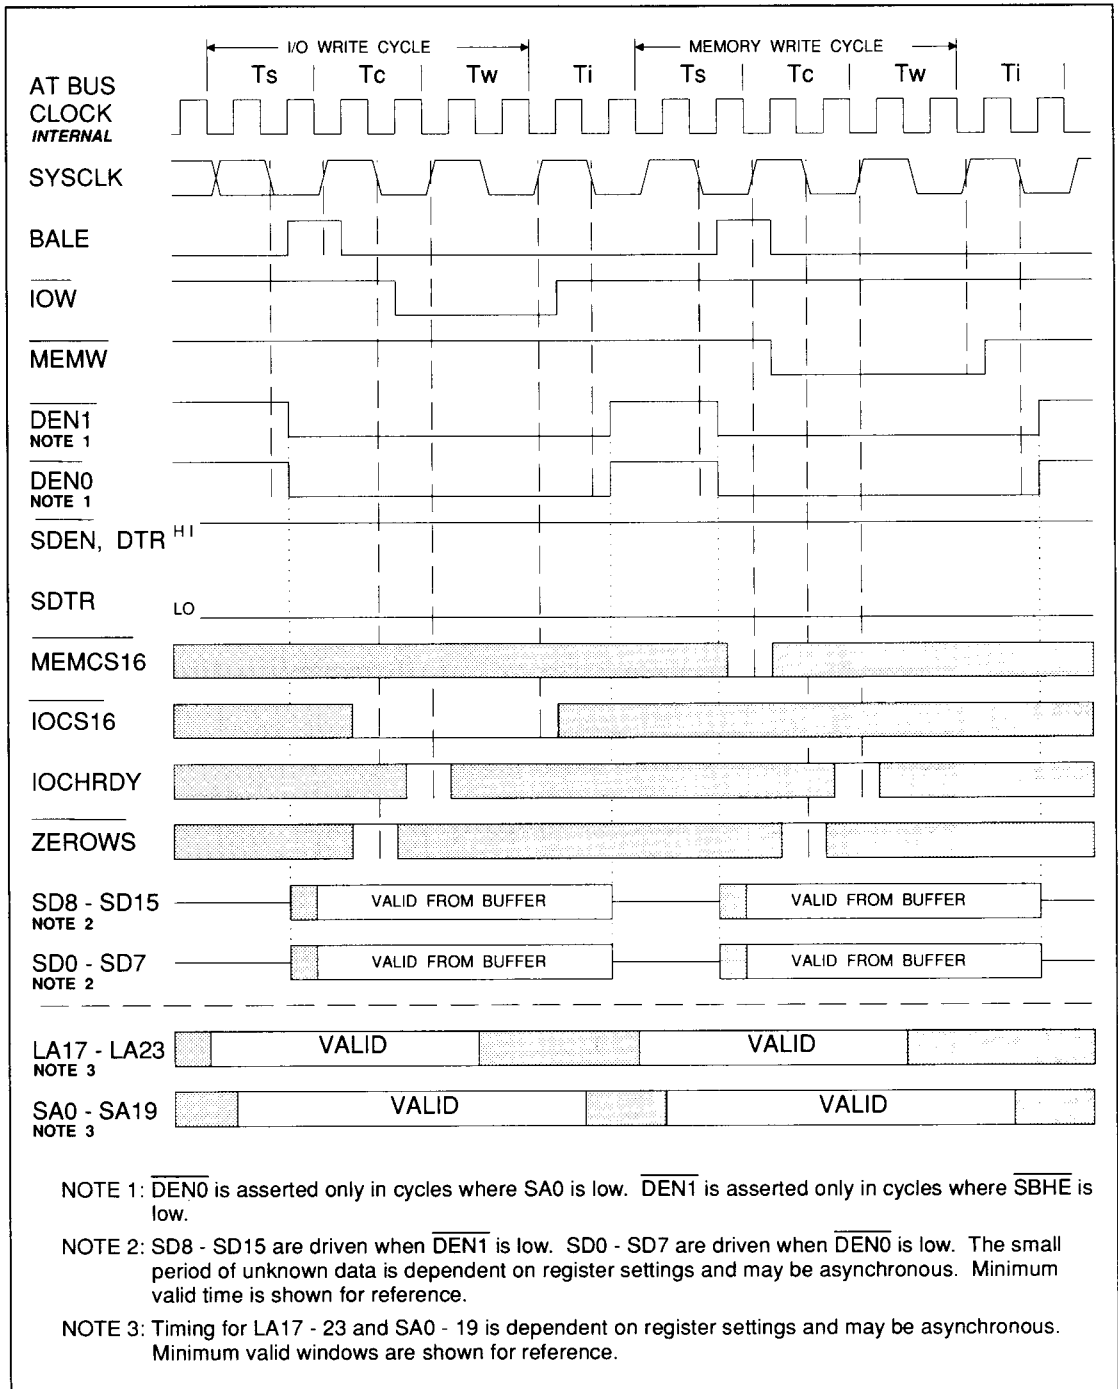 I/O WRITE CYCLE MEMORY WRITE CYCLE
Ts Tc Tw Ti Ts Tc Tw Ti
AT BUS
CLOCK
INTERNAL
SYSCLK
BALE
IOW
MEMW
DEN1
NOTE 1
DEN0
NOTE 1
SDEN, DTR HI
SDTR LO
MEMCS16
IOCS16
IOCHRDY
ZEROWS
SD8 - SD15 VALID FROM BUFFER VALID FROM BUFFER
NOTE 2
SD0 - SD7 VALID FROM BUFFER VALID FROM BUFFER
NOTE 2
LA17 - LA23 VALID VALID
NOTE 3
SA0 - SA19 VALID VALID
NOTE 3
NOTE 1: DEN0 is asserted only in cycles where SA0 is low. DEN1 is asserted only in cycles where SBHE is
low.
NOTE 2: SD8 - SD15 are driven when DEN1 is low. SD0 - SD7 are driven when DEN0 is low. The small
period of unknown data is dependent on register settings and may be asynchronous. Minimum
valid time is shown for reference.
NOTE 3: Timing for LA17 - 23 and SA0 - 19 is dependent on register settings and may be asynchronous.
Minimum valid windows are shown for reference.